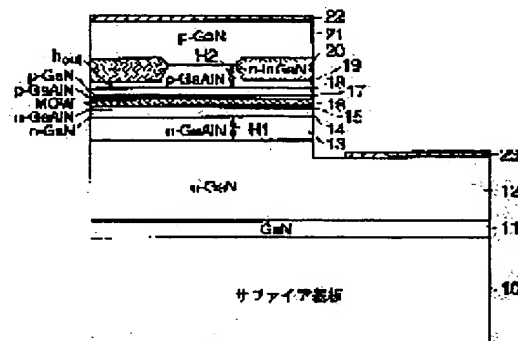 22
p-GaN
21
H2
20
hout
n-InGaN
19
p-GaN
p-GaAlN
18
p-GaAlN
17
MQW
16
n-GaAlN
15
n-GaN
14
n-GaAlN
H1
13
23
n-GaN
12
GaN
11
サファイア基板
10